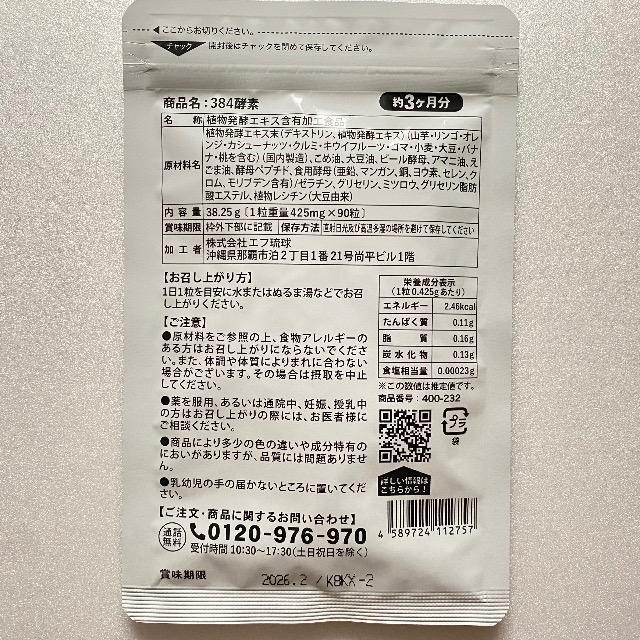 ここからお切りください。
チャック 開封後はチャックを閉めて保存してください。
商品名:384酵素 約3ヶ月分
名称 植物発酵エキス含有加工食品
原材料名 植物発酵エキス末(デキストリン、植物発酵エキス)(山芋・リンゴ・オレ
ンジ・カシューナッツ・クルミ・キウイフルーツ・ゴマ・小麦・大豆・バナ
ナ・桃を含む)(国内製造)、こめ油、大豆油、ビール酵母、アマニ油、え
ごま油、酵母ペプチド、食用酵母(亜鉛、マンガン、銅、ヨウ素、セレン、ク
ロム、モリブデン含有)/ゼラチン、グリセリン、ミツロウ、グリセリン脂肪
酸エステル、植物レシチン(大豆由来)
内容量 38.25g〔1粒重量425mg×90粒〕
賞味期限 枠外下部に記載 保存方法 直射日光及び高温多湿の場所を避けて保存してください。
加工者 株式会社エフ琉球
沖縄県那覇市泊2丁目1番21号尚平ビル1階
【お召し上がり方】
1日1粒を目安に水またはぬるま湯などでお召
し上がりください。
【ご注意】
●原材料をご参照の上、食物アレルギーの
ある方はお召し上がりにならないでくださ
い。また、体調や体質によりまれに合わない
場合がございます。その場合は摂取を中止
してください。
●薬を服用、あるいは通院中、妊娠、授乳中
の方はお召し上がりの際には、お医者様に
ご相談ください。
●商品により多少の色の違いや成分特有の
においがありますが、品質には問題ありませ
ん。
●乳幼児の手の届かないところに置いてくだ
さい。
栄養成分表示
(1粒0.425gあたり)
エネルギー 2.46kcal
たんぱく質 0.11g
脂質 0.16g
炭水化物 0.13g
食塩相当量 0.00023g
※この数値は推定値です。
商品番号:400-232
プラ
袋
詳しい情報は
こちらから!
4 589724 112757
【ご注文・商品に関するお問い合わせ】
通話無料 0120-976-970
受付時間 10:30〜17:30(土日祝日を除く)
賞味期限 2026.2/K8KX-2